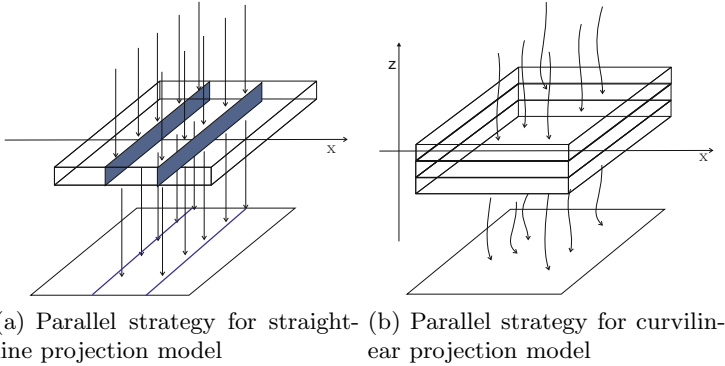 x
z
x
(a) Parallel strategy for straight-
line projection model
(b) Parallel strategy for curvilin-
ear projection model